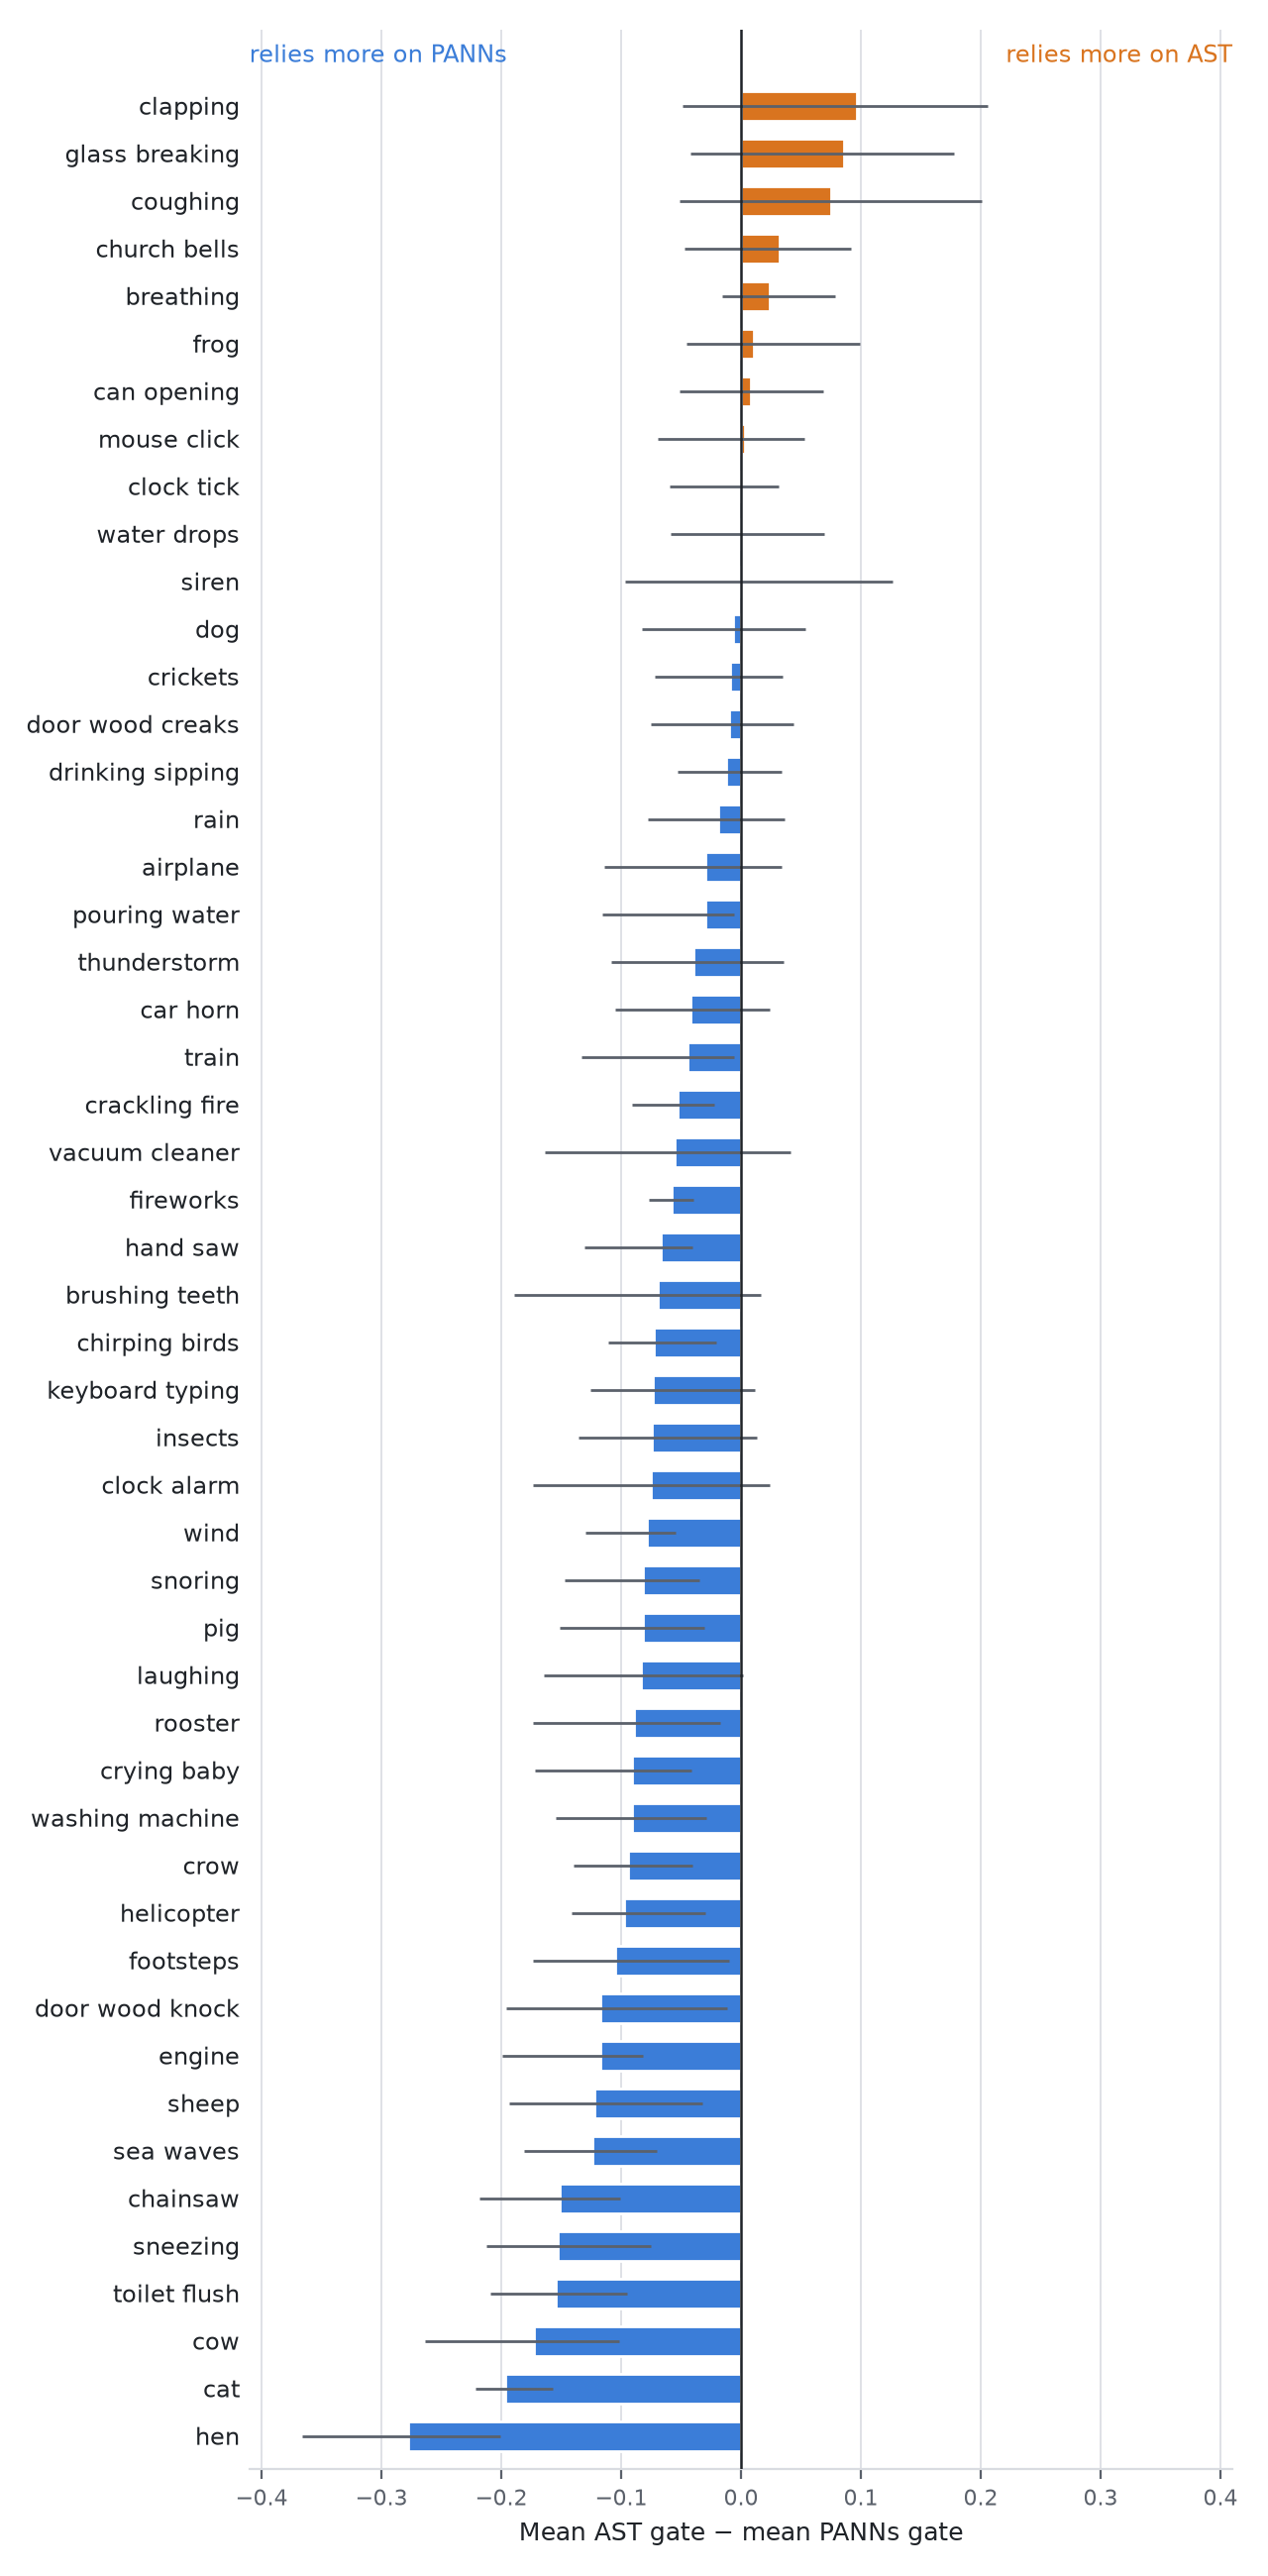 relies more on PANNs
relies more on AST
clapping
glass breaking
coughing
church bells
breathing
frog
can opening
mouse click
clock tick
water drops
siren
dog
crickets
door wood creaks
drinking sipping
rain
airplane
pouring water
thunderstorm
car horn
train
crackling fire
vacuum cleaner
fireworks
hand saw
brushing teeth
chirping birds
keyboard typing
insects
clock alarm
wind
snoring
pig
laughing
rooster
crying baby
washing machine
crow
helicopter
footsteps
door wood knock
engine
sheep
sea waves
chainsaw
sneezing
toilet flush
cow
cat
hen
−0.4 −0.3 −0.2 −0.1 0.0 0.1 0.2 0.3 0.4
Mean AST gate − mean PANNs gate